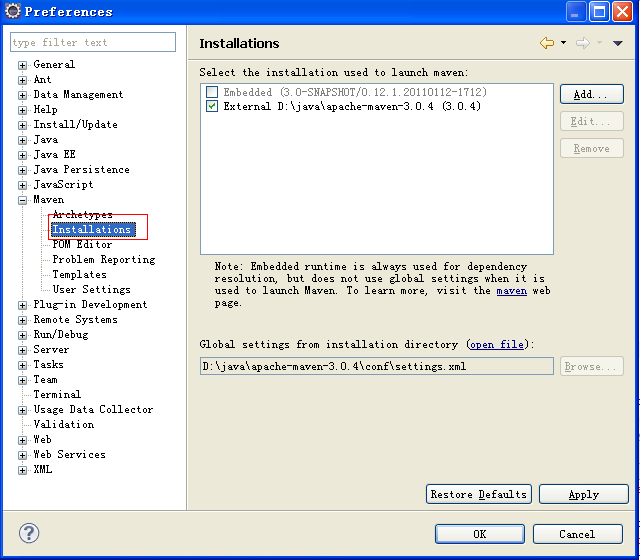 Preferences
type filter text
General
Ant
Data Management
Help
Install/Update
Java
Java EE
Java Persistence
JavaScript
Maven
Archetypes
Installations
POM Editor
Problem Reporting
Templates
User Settings
Plug-in Development
Remote Systems
Run/Debug
Server
Tasks
Team
Terminal
Usage Data Collector
Validation
Web
Web Services
XML
Installations
Select the installation used to launch maven:
Embedded (3.0-SNAPSHOT/0.12.1.20110112-1712)
External D:\java\apache-maven-3.0.4 (3.0.4)
Add...
Edit...
Remove
Note: Embedded runtime is always used for dependency
resolution, but does not use global settings when it is
used to launch Maven. To learn more, visit the maven web
page.
Global settings from installation directory (open file):
D:\java\apache-maven-3.0.4\conf\settings.xml
Browse...
Restore Defaults
Apply
?
OK
Cancel